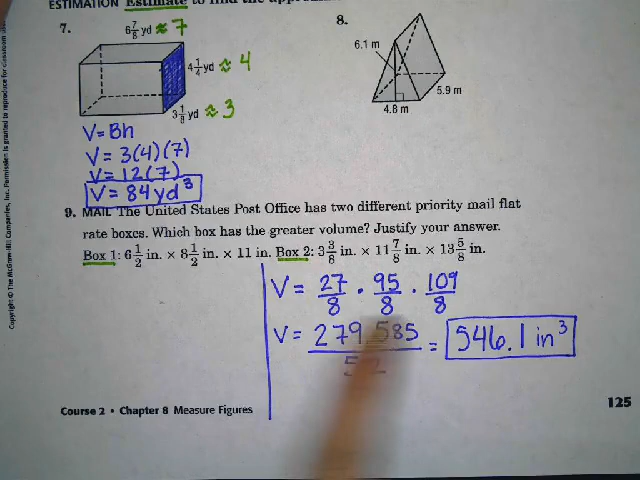 ESTIMATION Estimate to find the
7.
6 7/8 yd ≈ 7
4 1/4 yd ≈ 4
3 1/8 yd ≈ 3
V = Bh
V = 3(4)(7)
V = 12(7)
V = 84 yd³
8.
6.1 m
5.9 m
4.8 m
9. MAIL The United States Post Office has two different priority mail flat
rate boxes. Which box has the greater volume? Justify your answer.
Box 1: 6 1/2 in. × 8 1/2 in. × 11 in. Box 2: 3 3/8 in. × 11 7/8 in. × 13 5/8 in.
V = 27/8 · 95/8 · 109/8
V = 279,585/512 = 546.1 in³
Course 2 • Chapter 8 Measure Figures
125
Copyright © The McGraw-Hill Companies, Inc. Permission is granted to reproduce for classroom